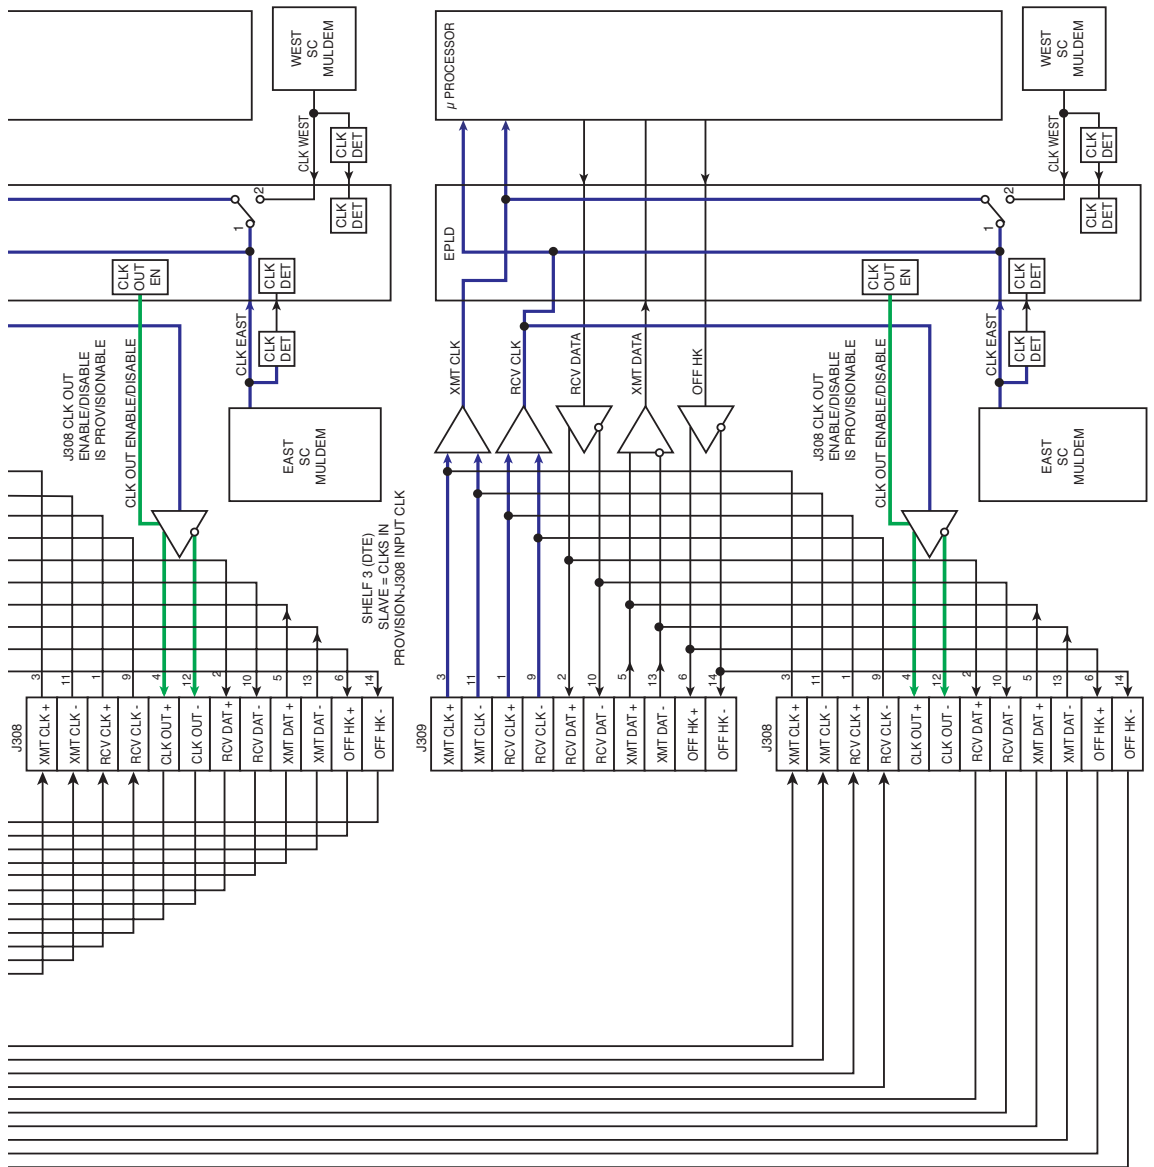 WEST
SC
MULDEM
CLK WEST
CLK
DET
CLK
DET
2
1
CLK
OUT
EN
CLK
DET
CLK
DET
CLK EAST
J308 CLK OUT
ENABLE/DISABLE
IS PROVISIONABLE
CLK OUT ENABLE/DISABLE
EAST
SC
MULDEM
SHELF 3 (DTE)
SLAVE = CLKS IN
PROVISION-J308 INPUT CLK
J308
3
11
1
9
4
12
2
10
5
13
6
14
XMT CLK +
XMT CLK -
RCV CLK +
RCV CLK -
CLK OUT +
CLK OUT -
RCV DAT +
RCV DAT -
XMT DAT +
XMT DAT -
OFF HK +
OFF HK -
µ PROCESSOR
EPLD
XMT CLK
RCV CLK
RCV DATA
XMT DATA
OFF HK
J309
3
11
1
9
2
10
5
13
6
14
XMT CLK +
XMT CLK -
RCV CLK +
RCV CLK -
RCV DAT +
RCV DAT -
XMT DAT +
XMT DAT -
OFF HK +
OFF HK -
WEST
SC
MULDEM
CLK WEST
CLK
DET
CLK
DET
2
1
CLK
OUT
EN
CLK
DET
CLK
DET
CLK EAST
J308 CLK OUT
ENABLE/DISABLE
IS PROVISIONABLE
CLK OUT ENABLE/DISABLE
EAST
SC
MULDEM
J308
3
11
1
9
4
12
2
10
5
13
6
14
XMT CLK +
XMT CLK -
RCV CLK +
RCV CLK -
CLK OUT +
CLK OUT -
RCV DAT +
RCV DAT -
XMT DAT +
XMT DAT -
OFF HK +
OFF HK -